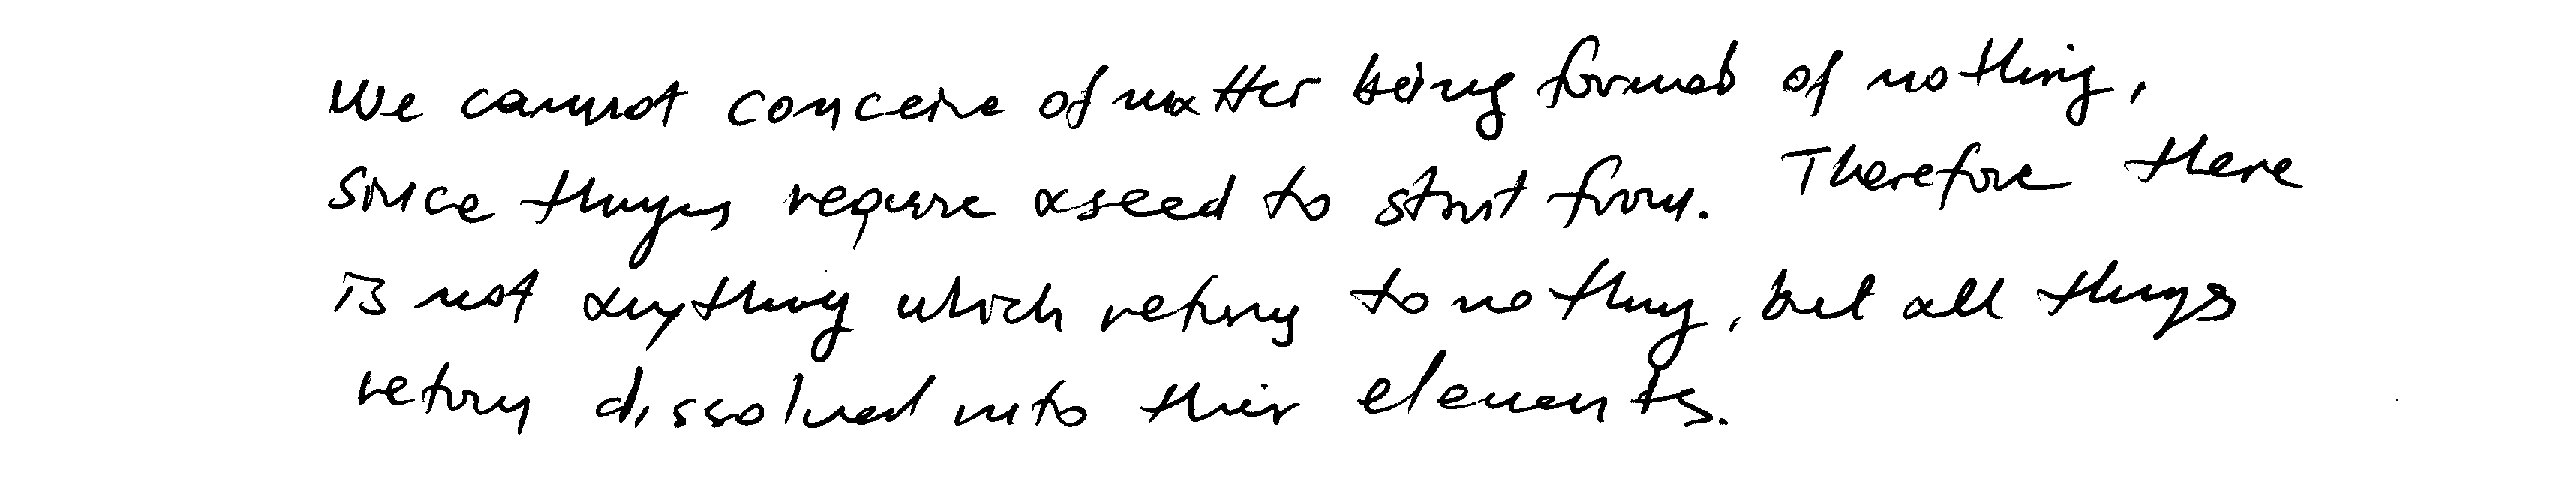 We cannot conceive of matter being formed of nothing,
since things require a seed to start from. Therefore there
is not anything which returns to nothing, but all things
return dissolved into their elements.